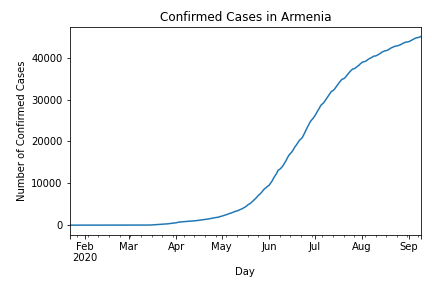 Confirmed Cases in Armenia
Number of Confirmed Cases
40000
30000
20000
10000
0
Feb Mar Apr May Jun Jul Aug Sep
2020
Day